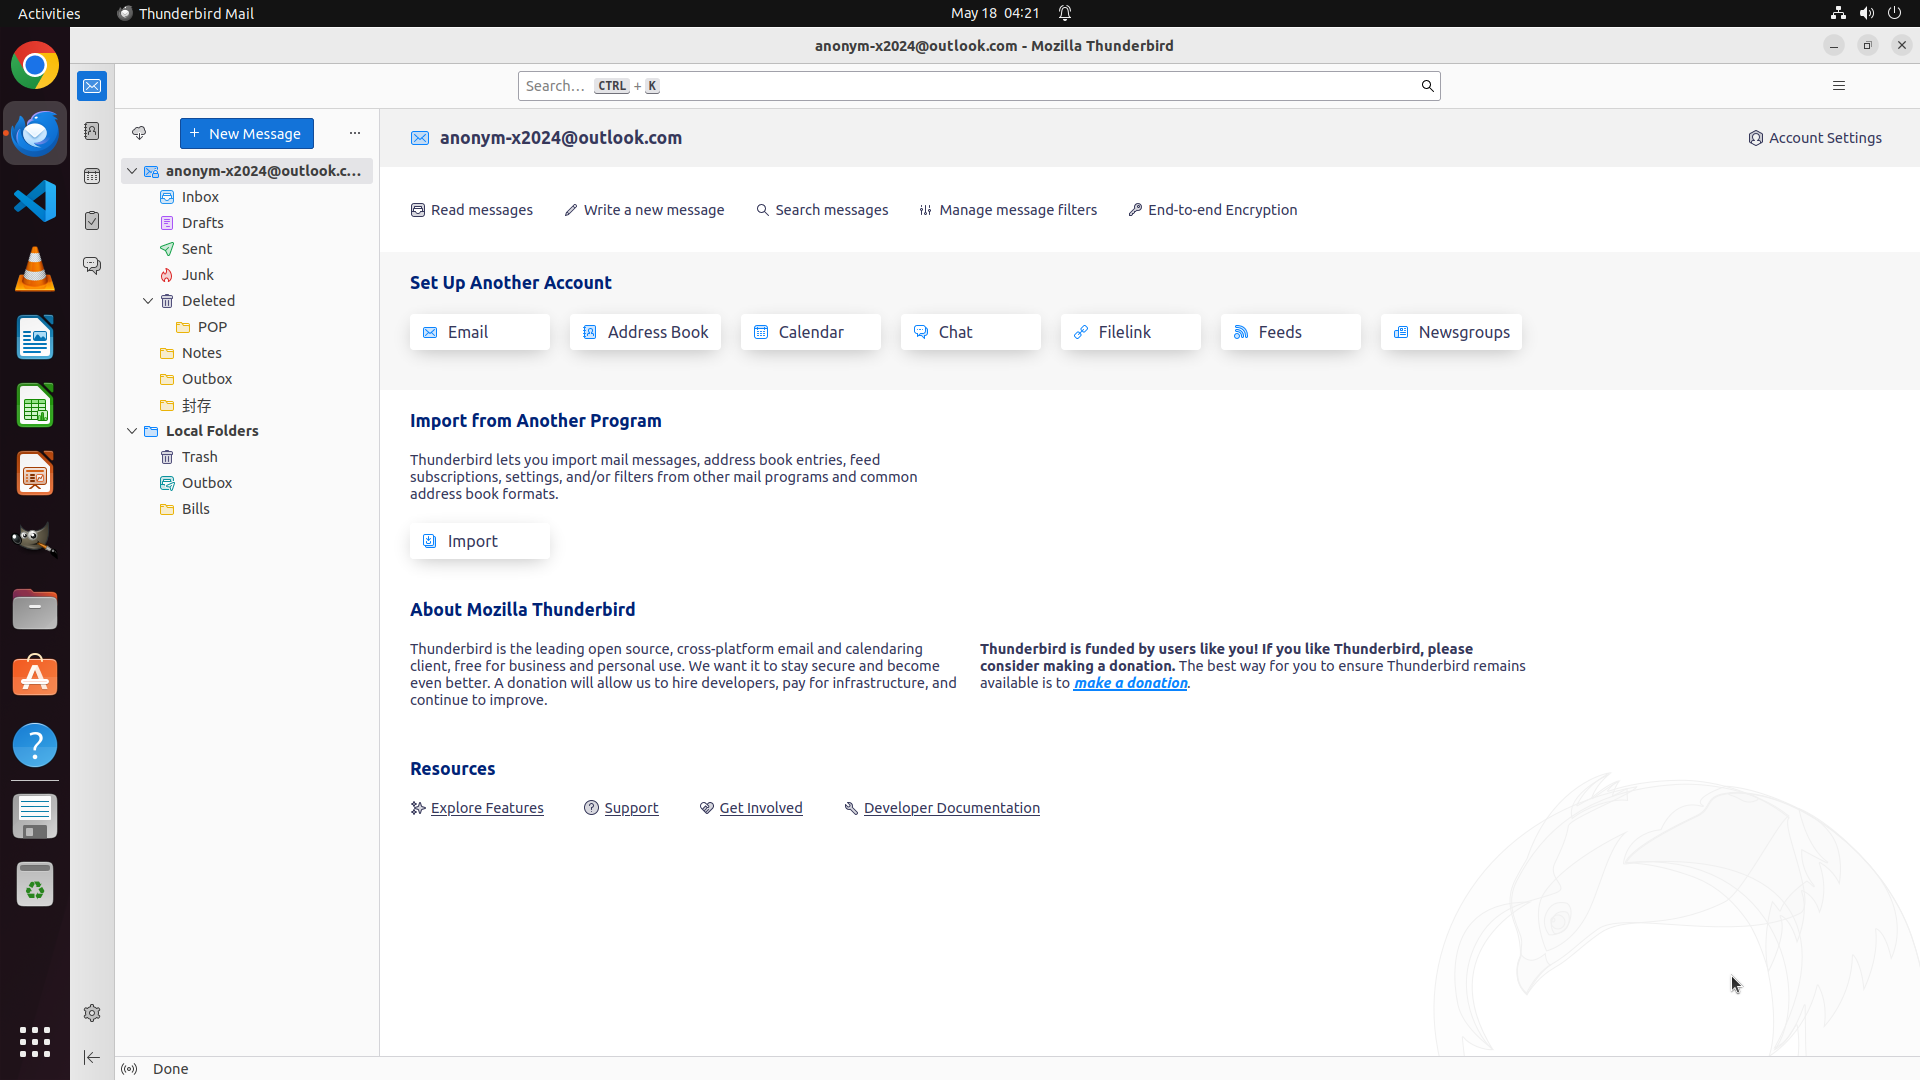 Activities
Thunderbird Mail
May 18 04:21
anonym-x2024@outlook.com - Mozilla Thunderbird
Search… CTRL + K
New Message
anonym-x2024@outlook.com
Account Settings
anonym-x2024@outlook.c...
Inbox
Drafts
Sent
Junk
Deleted
POP
Notes
Outbox
封存
Local Folders
Trash
Outbox
Bills
Read messages
Write a new message
Search messages
Manage message filters
End-to-end Encryption
Set Up Another Account
Email
Address Book
Calendar
Chat
Filelink
Feeds
Newsgroups
Import from Another Program
Thunderbird lets you import mail messages, address book entries, feed
subscriptions, settings, and/or filters from other mail programs and common
address book formats.
Import
About Mozilla Thunderbird
Thunderbird is the leading open source, cross-platform email and calendaring
client, free for business and personal use. We want it to stay secure and become
even better. A donation will allow us to hire developers, pay for infrastructure, and
continue to improve.
Thunderbird is funded by users like you! If you like Thunderbird, please
consider making a donation. The best way for you to ensure Thunderbird remains
available is to make a donation.
Resources
Explore Features
Support
Get Involved
Developer Documentation
Done